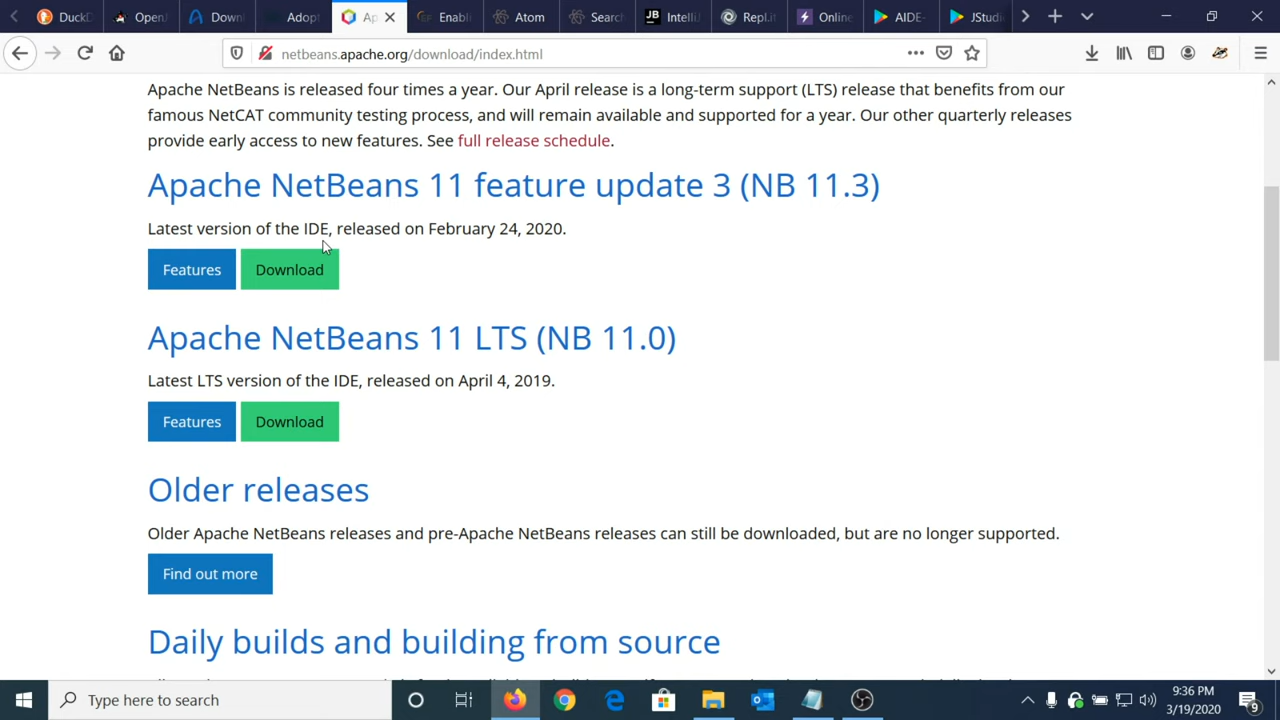 DuckD
OpenJ
Down
Adopt
Ap
Enabli
Atom
Search
IntelliJ
Repl.it
Online
AIDE-
JStudi
netbeans.apache.org/download/index.html
Apache NetBeans is released four times a year. Our April release is a long-term support (LTS) release that benefits from our
famous NetCAT community testing process, and will remain available and supported for a year. Our other quarterly releases
provide early access to new features. See full release schedule.
Apache NetBeans 11 feature update 3 (NB 11.3)
Latest version of the IDE, released on February 24, 2020.
Features Download
Apache NetBeans 11 LTS (NB 11.0)
Latest LTS version of the IDE, released on April 4, 2019.
Features Download
Older releases
Older Apache NetBeans releases and pre-Apache NetBeans releases can still be downloaded, but are no longer supported.
Find out more
Daily builds and building from source
Type here to search
9:36 PM
3/19/2020
9